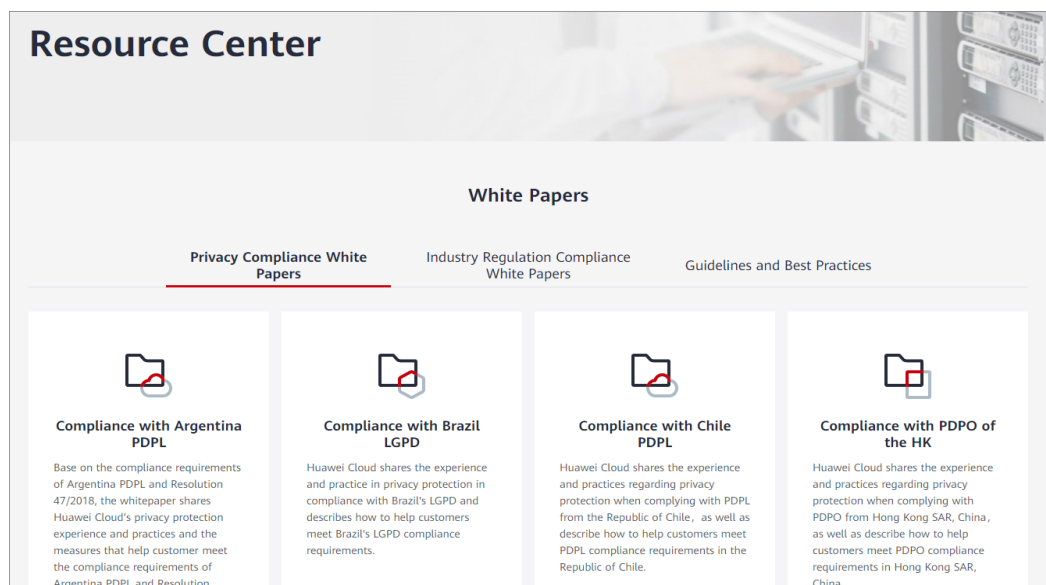 Resource Center
White Papers
Privacy Compliance White
Papers
Industry Regulation Compliance
White Papers
Guidelines and Best Practices
Compliance with Argentina
PDPL
Base on the compliance requirements
of Argentina PDPL and Resolution
47/2018, the whitepaper shares
Huawei Cloud's privacy protection
experience and practices and the
measures that help customer meet
the compliance requirements of
Argentina PDPL and Resolution
Compliance with Brazil
LGPD
Huawei Cloud shares the experience
and practice in privacy protection in
compliance with Brazil's LGPD and
describes how to help customers
meet Brazil's LGPD compliance
requirements.
Compliance with Chile
PDPL
Huawei Cloud shares the experience
and practices regarding privacy
protection when complying with PDPL
from the Republic of Chile，as well as
describe how to help customers meet
PDPL compliance requirements in the
Republic of Chile.
Compliance with PDPO of
the HK
Huawei Cloud shares the experience
and practices regarding privacy
protection when complying with
PDPO from Hong Kong SAR, China,
as well as describe how to help
customers meet PDPO compliance
requirements in Hong Kong SAR,
China.